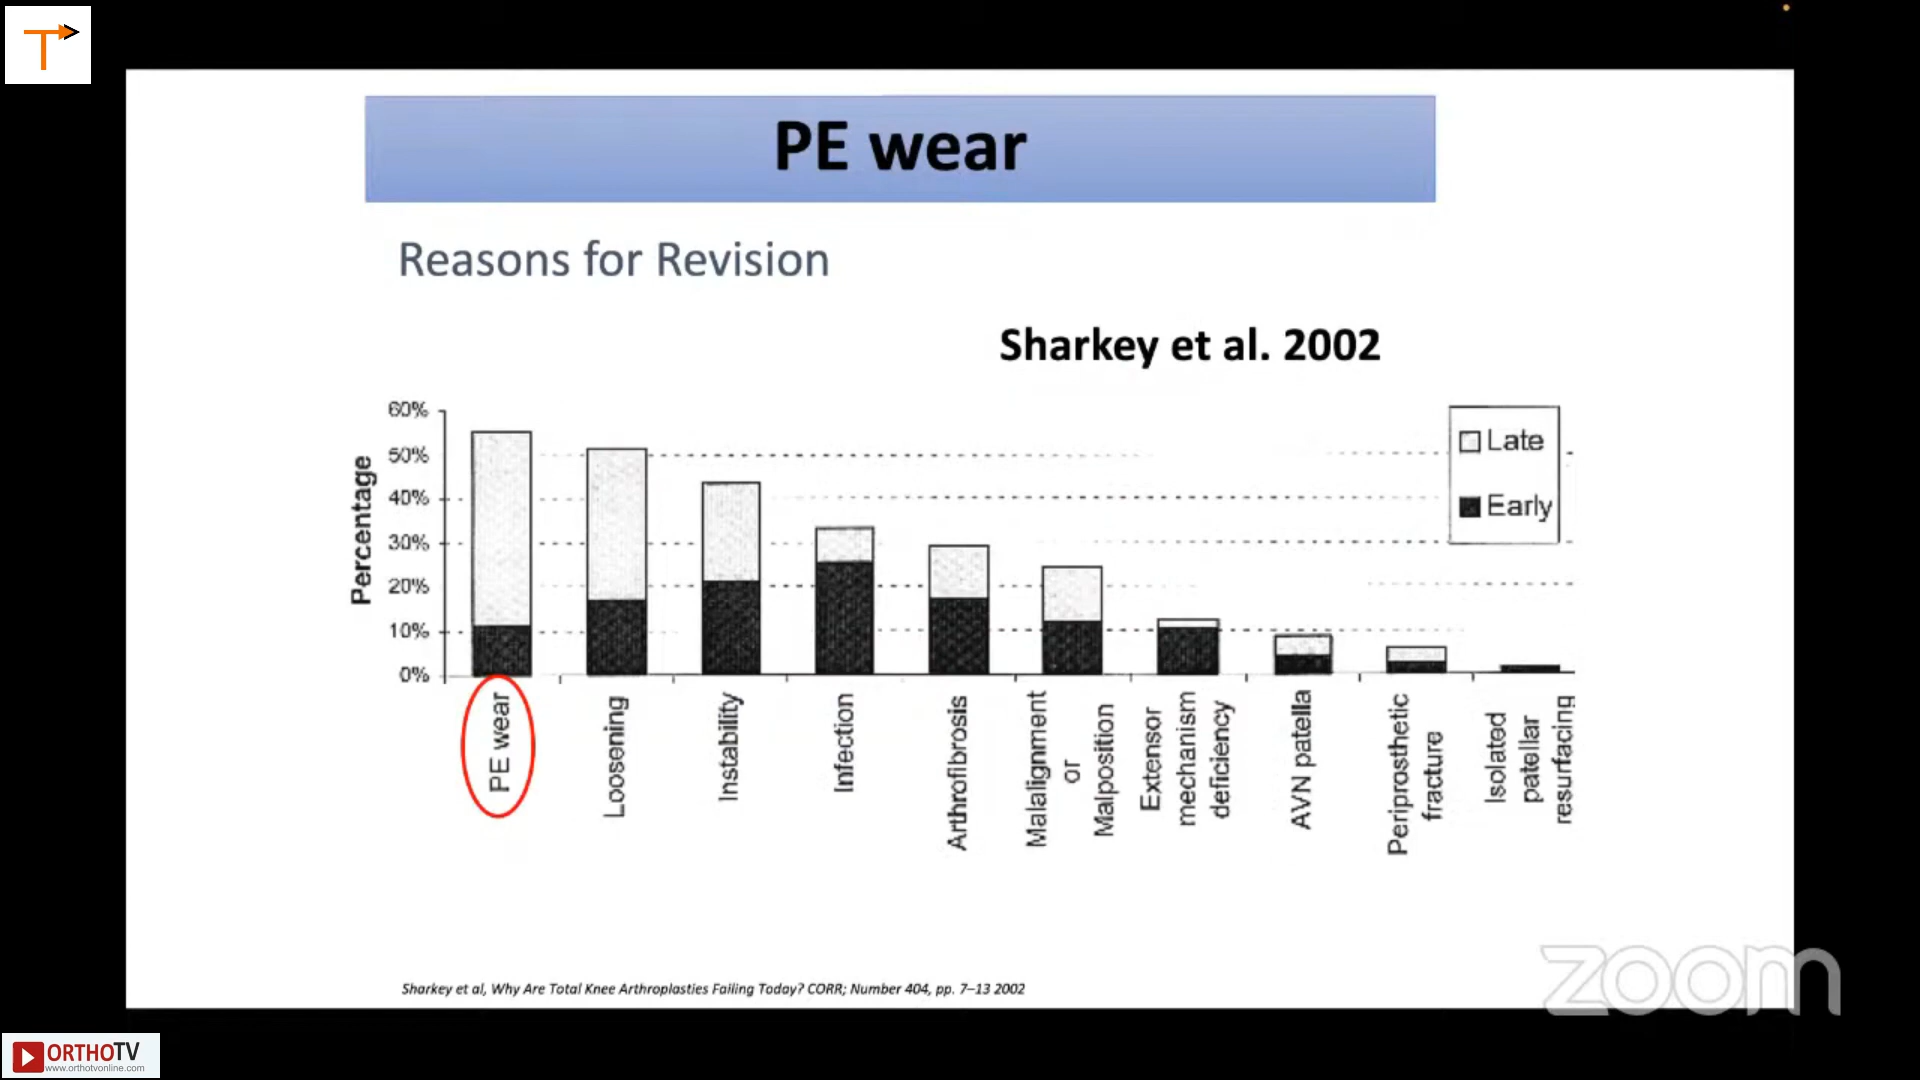 T
PE wear
Reasons for Revision
Sharkey et al. 2002
Percentage
60%
50%
40%
30%
20%
10%
0%
Late
Early
PE wear
Loosening
Instability
Infection
Arthrofibrosis
Malalignment
or
Malposition
Extensor
mechanism
deficiency
AVN patella
Periprosthetic
fracture
Isolated
patellar
resurfacing
Sharkey et al, Why Are Total Knee Arthroplasties Failing Today? CORR; Number 404, pp. 7–13 2002
zoom
ORTHOTV
www.orthotvonline.com